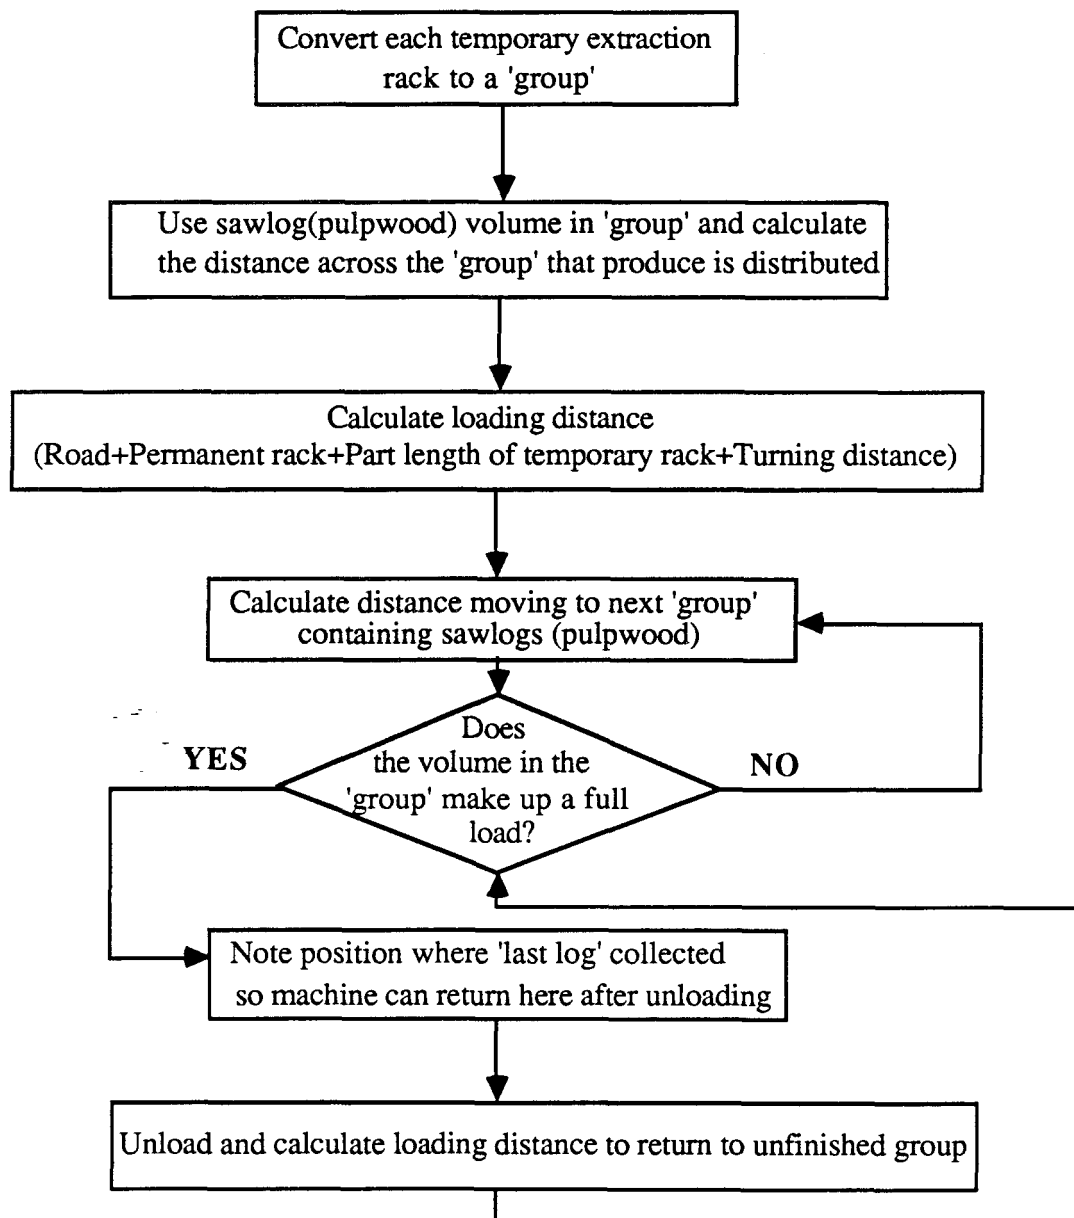 Convert each temporary extraction
rack to a 'group'
Use sawlog(pulpwood) volume in 'group' and calculate
the distance across the 'group' that produce is distributed
Calculate loading distance
(Road+Permanent rack+Part length of temporary rack+Turning distance)
Calculate distance moving to next 'group'
containing sawlogs (pulpwood)
Does
the volume in the
'group' make up a full
load?
YES
NO
Note position where 'last log' collected
so machine can return here after unloading
Unload and calculate loading distance to return to unfinished group